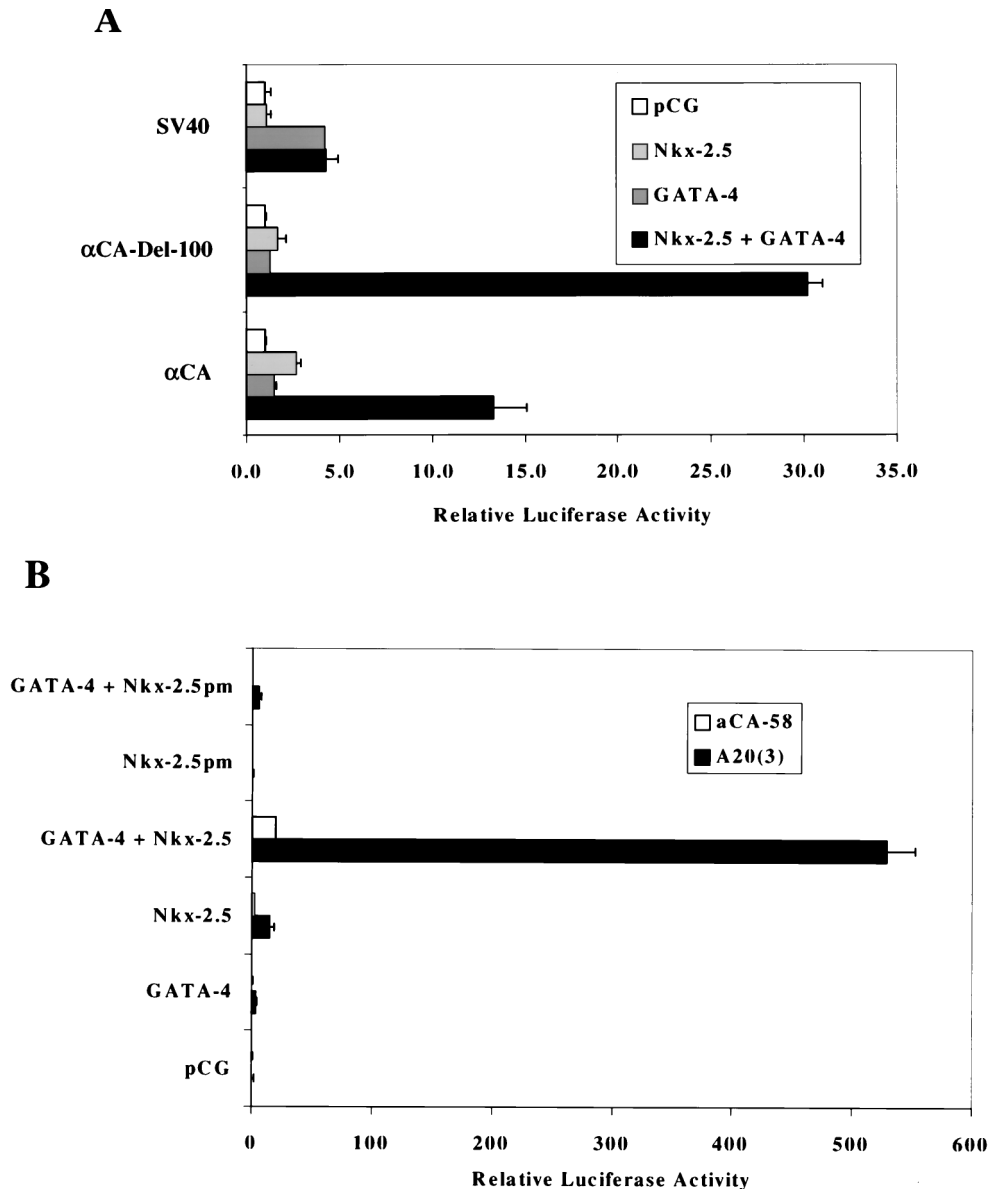 A
SV40
αCA-Del-100
αCA
pCG
Nkx-2.5
GATA-4
Nkx-2.5 + GATA-4
0.0 5.0 10.0 15.0 20.0 25.0 30.0 35.0
Relative Luciferase Activity
B
GATA-4 + Nkx-2.5pm
Nkx-2.5pm
GATA-4 + Nkx-2.5
Nkx-2.5
GATA-4
pCG
aCA-58
A20(3)
0 100 200 300 400 500 600
Relative Luciferase Activity